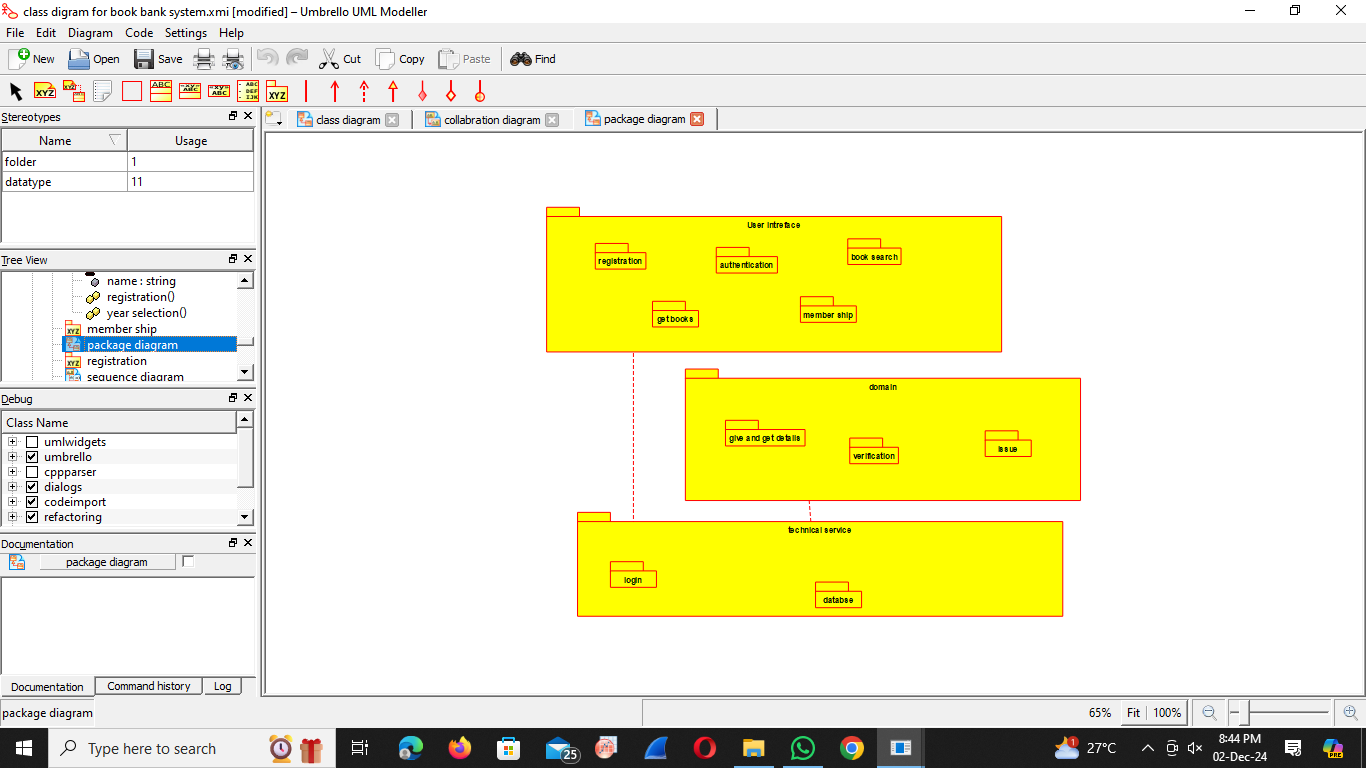 class digram for book bank system.xmi [modified] – Umbrello UML Modeller
File Edit Diagram Code Settings Help
New Open Save Cut Copy Paste Find
XYZ XYZ ABC -xy= ABC -xy= ABC - ABC - DEF - IJK XYZ
Stereotypes
Name Usage
folder 1
datatype 11
Tree View
name : string
registration()
year selection()
XYZ member ship
package diagram
XYZ registration
sequence diagram
Debug
Class Name
umlwidgets
umbrello
cppparser
dialogs
codeimport
refactoring
Documentation
package diagram
Documentation Command history Log
class diagram collabration diagram package diagram
User intreface
registration authentication book search
get books member ship
domain
give and get details verification issue
technical service
login databse
package diagram 65% Fit 100%
Type here to search 25 1 27°C 8:44 PM
02-Dec-24
PRE